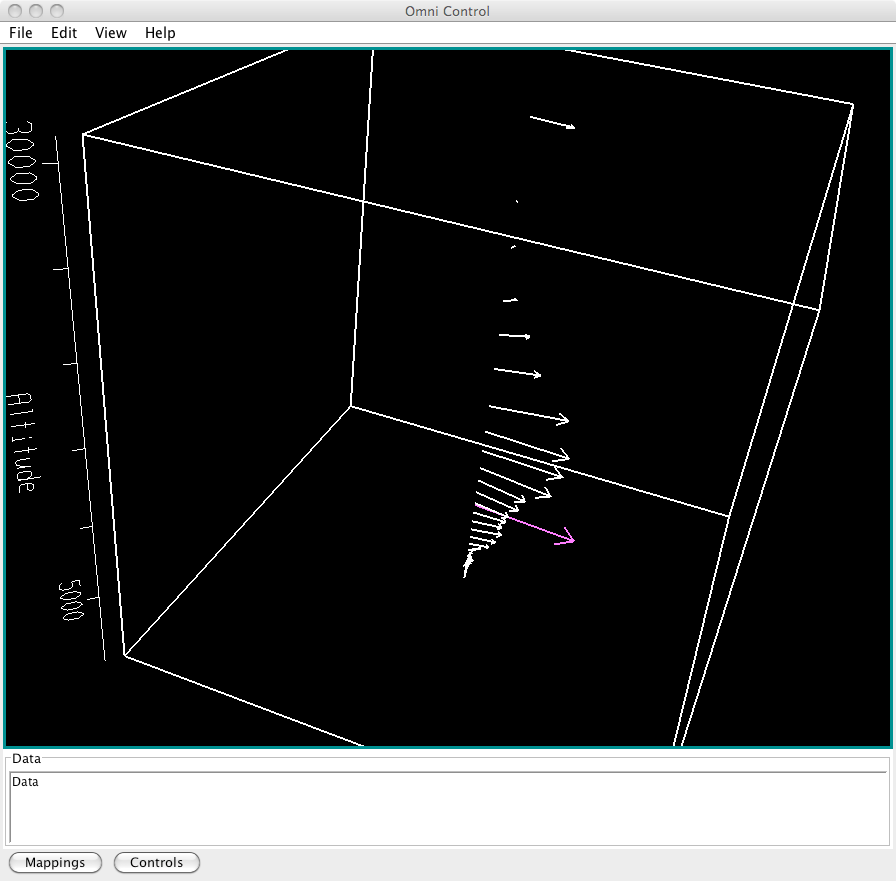 Omni Control
File Edit View Help
30000
Altitude
5000
Data
Data
Mappings Controls